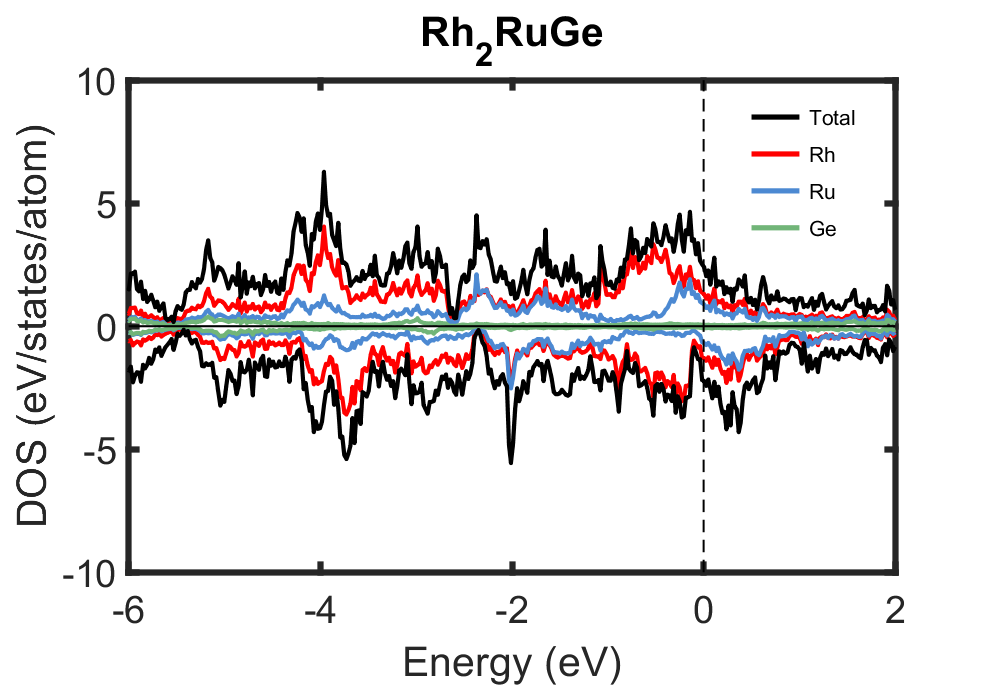 Rh₂RuGe
10
5
0
-5
-10
DOS (eV/states/atom)
Total
Rh
Ru
Ge
-6
-4
-2
0
2
Energy (eV)